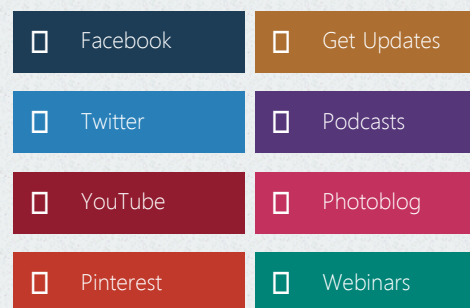 Facebook
Get Updates
Twitter
Podcasts
YouTube
Photoblog
Pinterest
Webinars